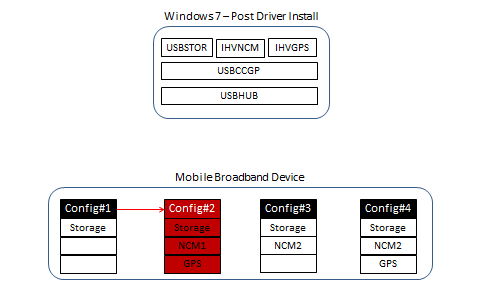 Windows 7 – Post Driver Install
USBSTOR IHVNCM IHVGPS
USBCCGP
USBHUB
Mobile Broadband Device
Config#1 Config#2 Config#3 Config#4
Storage Storage Storage Storage
NCM1 NCM2 NCM2
GPS GPS